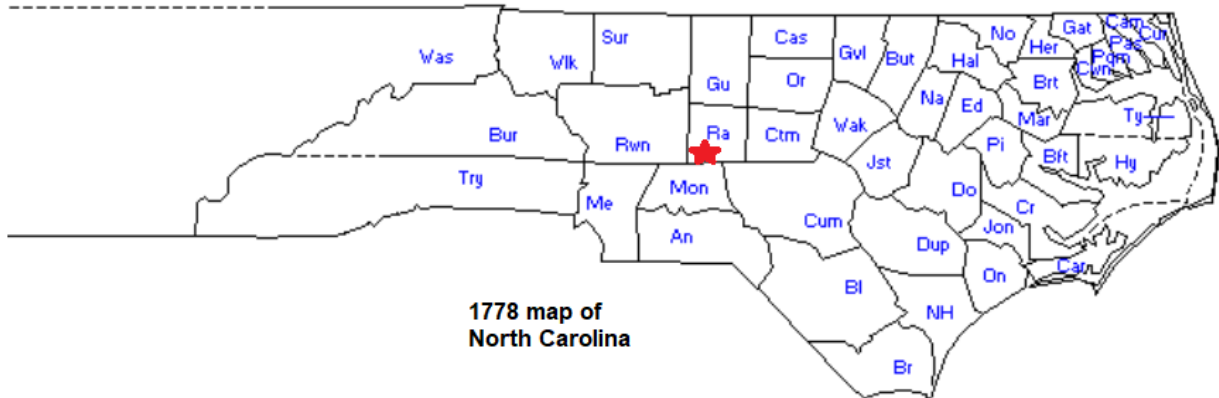 Was
Wlk
Sur
Gu
Cas
Or
Gvl
But
No
Hal
Her
Gat
Cam
Pas
Cur
Pqm
Cwn
Brt
Na
Ed
Mar
Ty
Bur
Rwn
Ra
Ctm
Wak
Jst
Pi
Bft
Hy
Try
Me
Mon
An
Cum
Do
Cr
Dup
Jon
Car
On
Bl
NH
Br
1778 map of
North Carolina